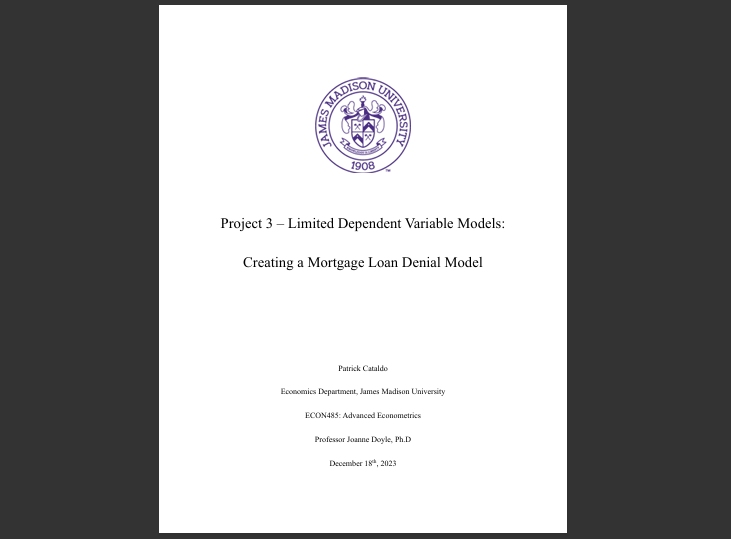 JAMES MADISON UNIVERSITY
1908
™
Project 3 – Limited Dependent Variable Models:
Creating a Mortgage Loan Denial Model
Patrick Cataldo
Economics Department, James Madison University
ECON485: Advanced Econometrics
Professor Joanne Doyle, Ph.D
December 18th, 2023